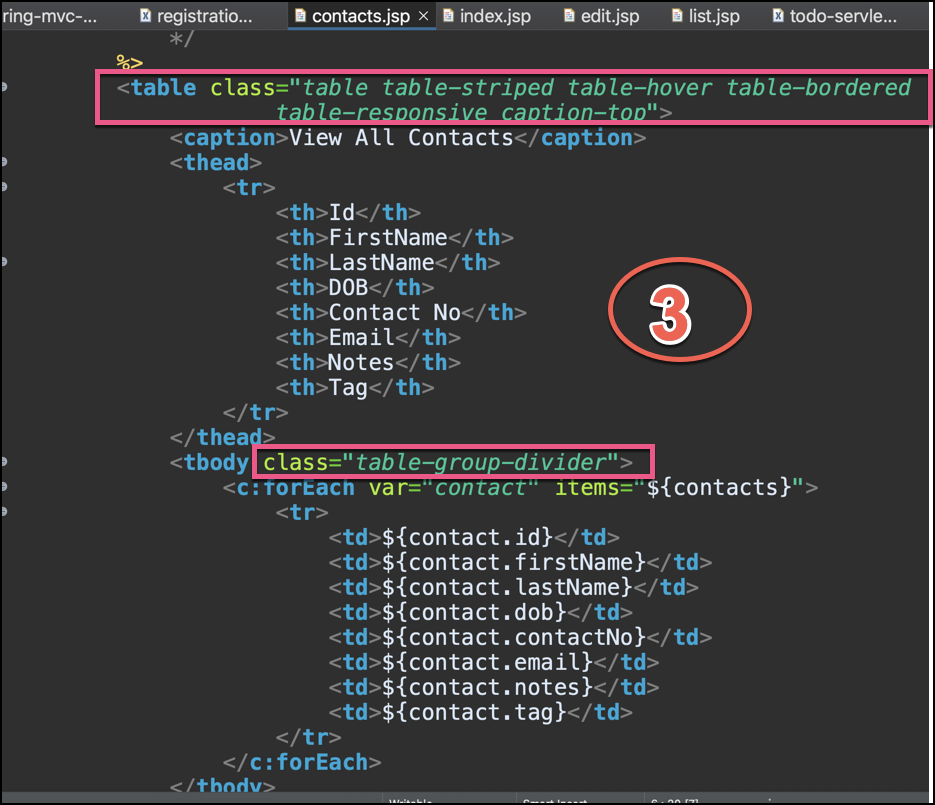 ring-mvc-... registratio... contacts.jsp × index.jsp edit.jsp list.jsp todo-servle...
*/
%>
<table class="table table-striped table-hover table-bordered
table-responsive caption-top">
<caption>View All Contacts</caption>
<thead>
<tr>
<th>Id</th>
<th>FirstName</th>
<th>LastName</th>
<th>DOB</th>
<th>Contact No</th>
3
<th>Email</th>
<th>Notes</th>
<th>Tag</th>
</tr>
</thead>
<tbody class="table-group-divider">
<c:forEach var="contact" items="${contacts}">
<tr>
<td>${contact.id}</td>
<td>${contact.firstName}</td>
<td>${contact.lastName}</td>
<td>${contact.dob}</td>
<td>${contact.contactNo}</td>
<td>${contact.email}</td>
<td>${contact.notes}</td>
<td>${contact.tag}</td>
</tr>
</c:forEach>
</tbody>